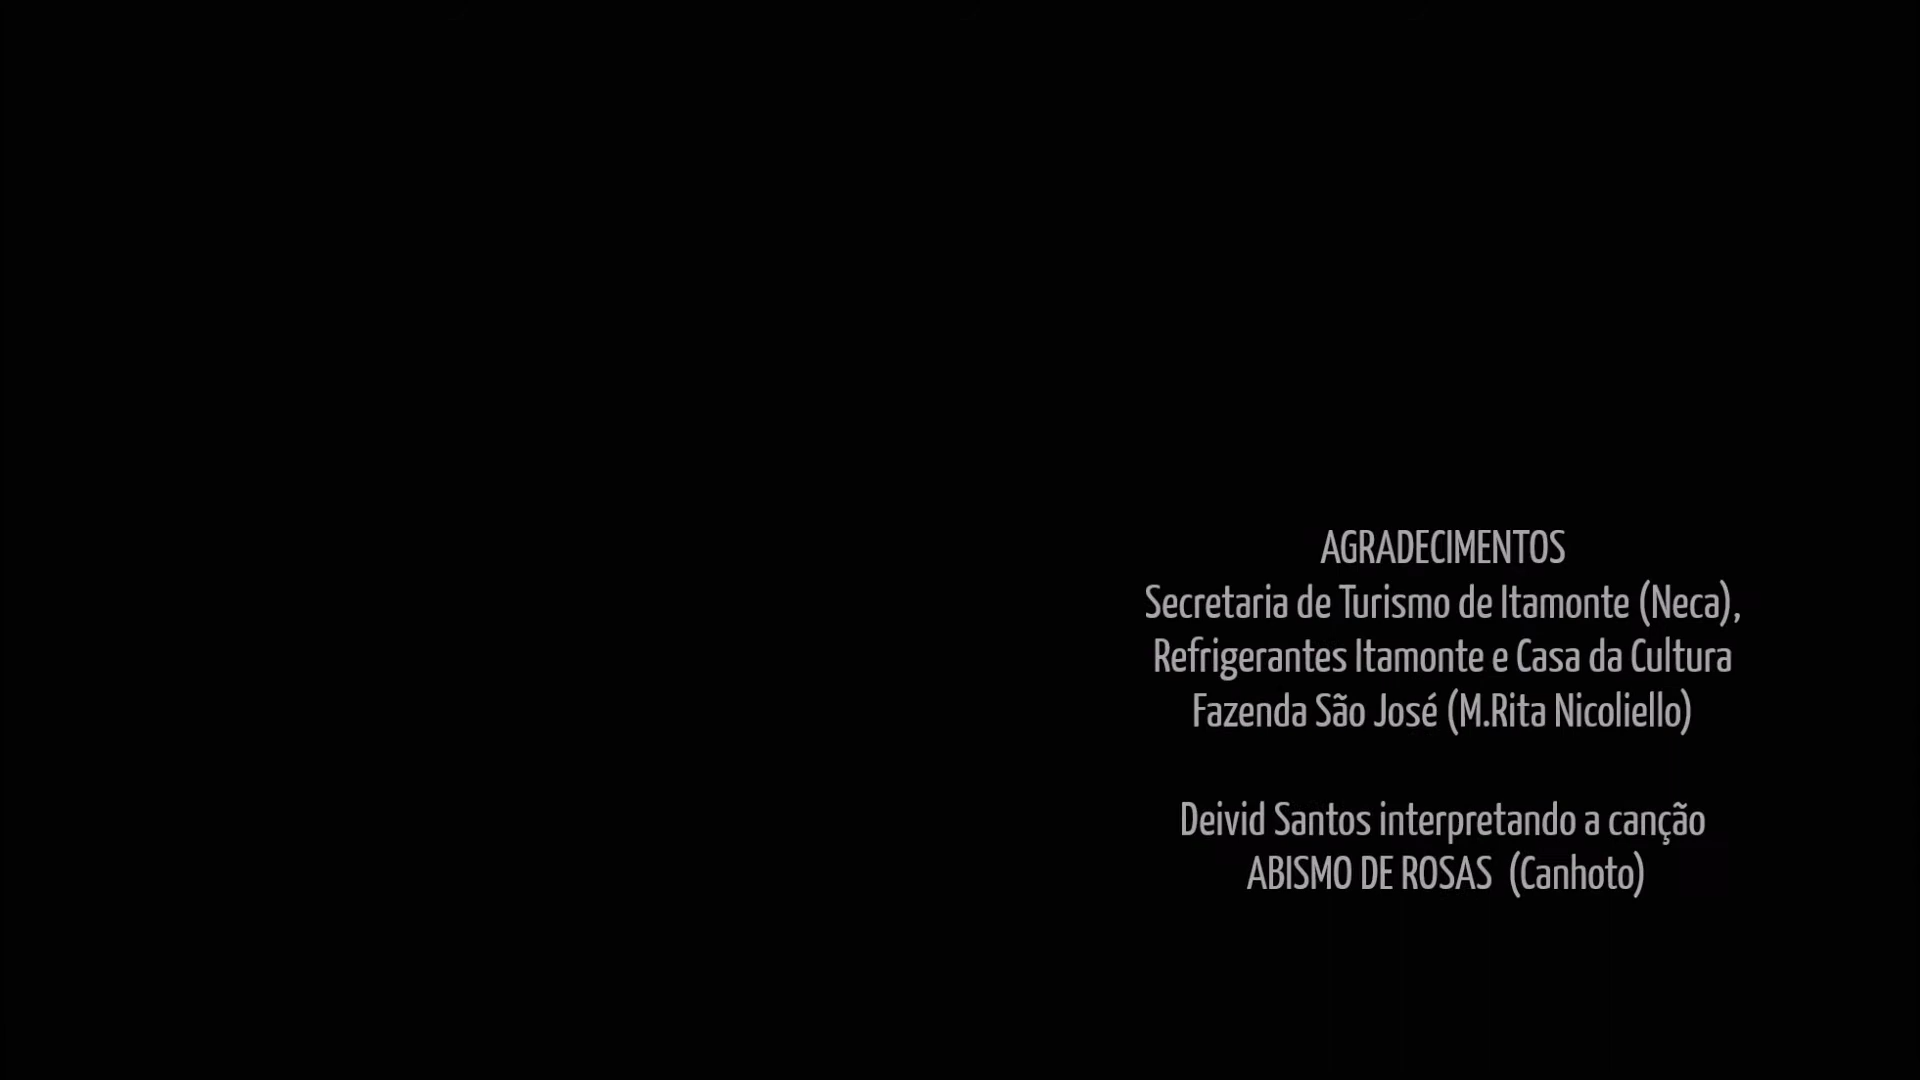 AGRADECIMENTOS
Secretaria de Turismo de Itamonte (Neca),
Refrigerantes Itamonte e Casa da Cultura
Fazenda São José (M.Rita Nicoliello)
Deivid Santos interpretando a canção
ABISMO DE ROSAS (Canhoto)